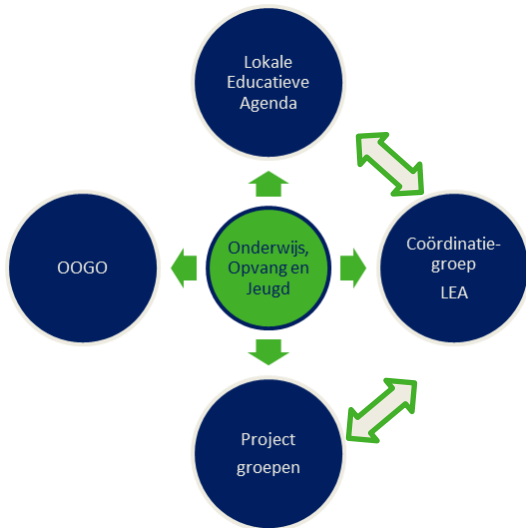 Lokale
Educatieve
Agenda
OOGO
Onderwijs,
Opvang en
Jeugd
Coördinatie-
groep
LEA
Project
groepen